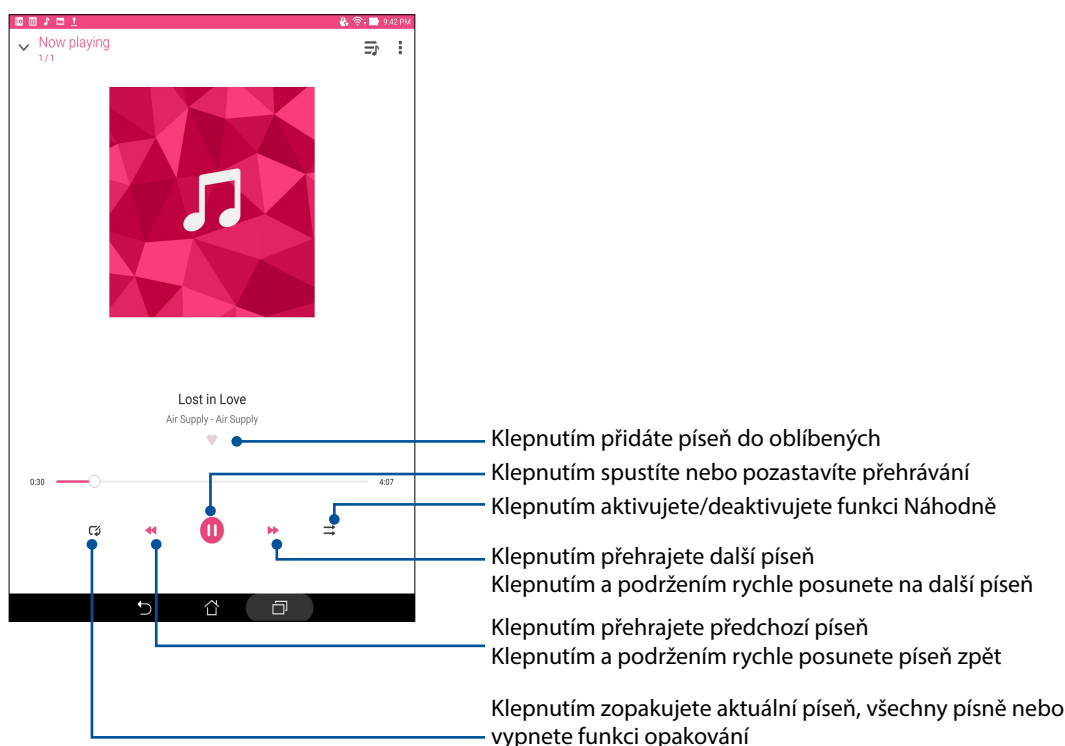 9:42 PM
Now playing
1/1
Lost in Love
Air Supply - Air Supply
Klepnutím přidáte píseň do oblíbených
Klepnutím spustíte nebo pozastavíte přehrávání
0:30
4:07
Klepnutím aktivujete/deaktivujete funkci Náhodně
Klepnutím přehrajete další píseň
Klepnutím a podržením rychle posunete na další píseň
Klepnutím přehrajete předchozí píseň
Klepnutím a podržením rychle posunete píseň zpět
Klepnutím zopakujete aktuální píseň, všechny písně nebo
vypnete funkci opakování